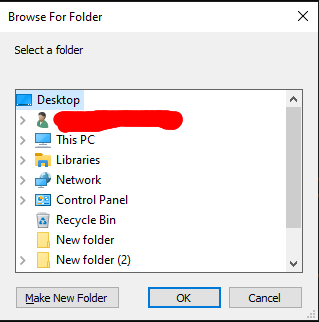 Browse For Folder
Select a folder
Desktop
This PC
Libraries
Network
Control Panel
Recycle Bin
New folder
New folder (2)
Make New Folder
OK
Cancel